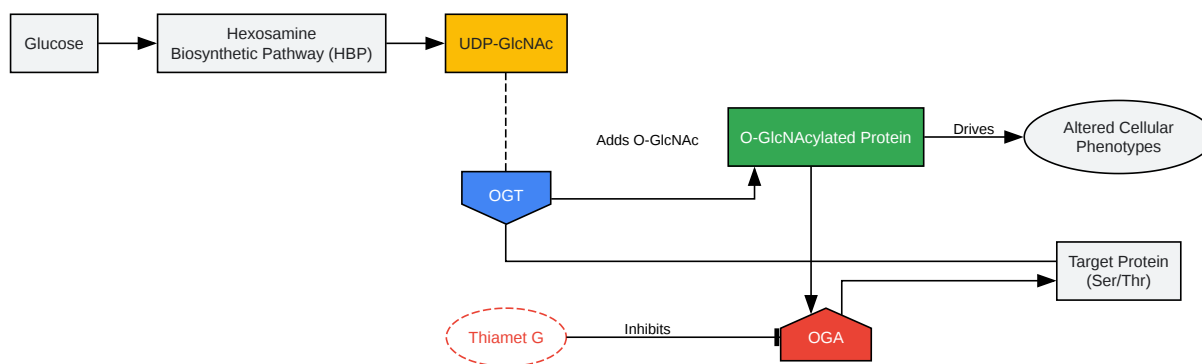 Glucose
Hexosamine
Biosynthetic Pathway (HBP)
UDP-GlcNAc
Adds O-GlcNAc
O-GlcNAcylated Protein
Drives
Altered Cellular
Phenotypes
OGT
Target Protein
(Ser/Thr)
Thiamet G
Inhibits
OGA